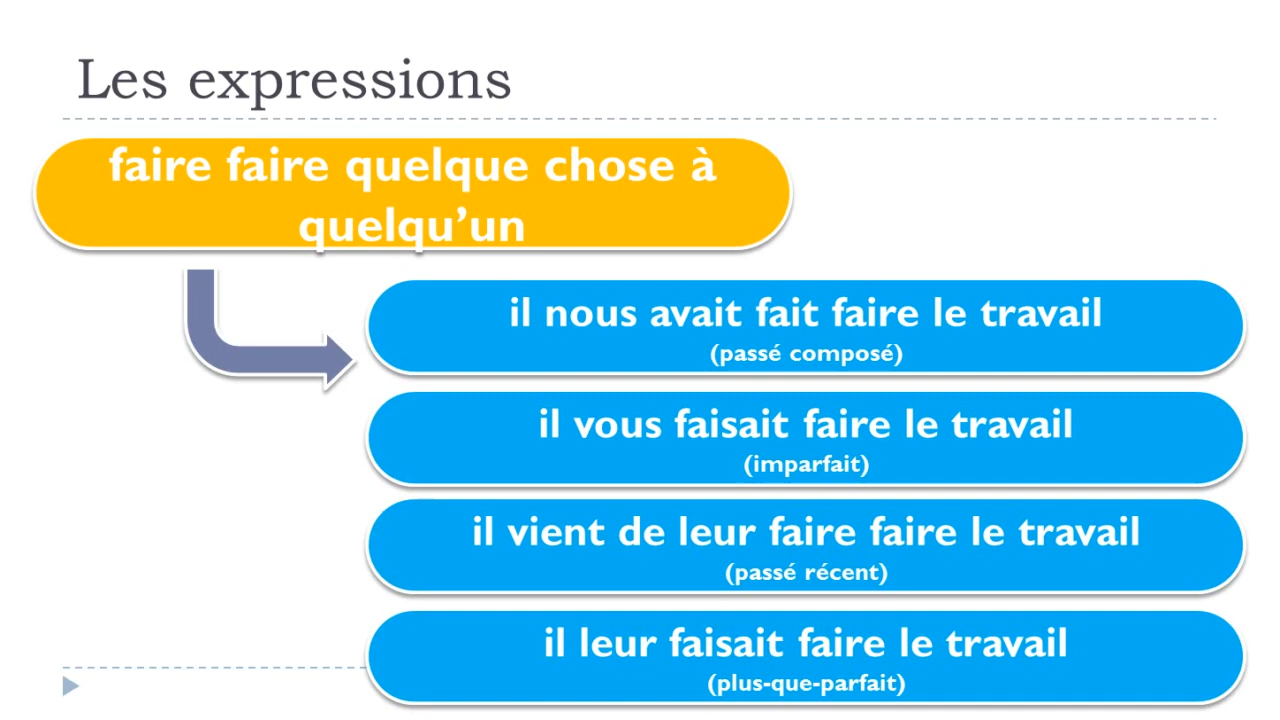 Les expressions
faire faire quelque chose à
quelqu’un
il nous avait fait faire le travail
(passé composé)
il vous faisait faire le travail
(imparfait)
il vient de leur faire faire le travail
(passé récent)
il leur faisait faire le travail
(plus-que-parfait)